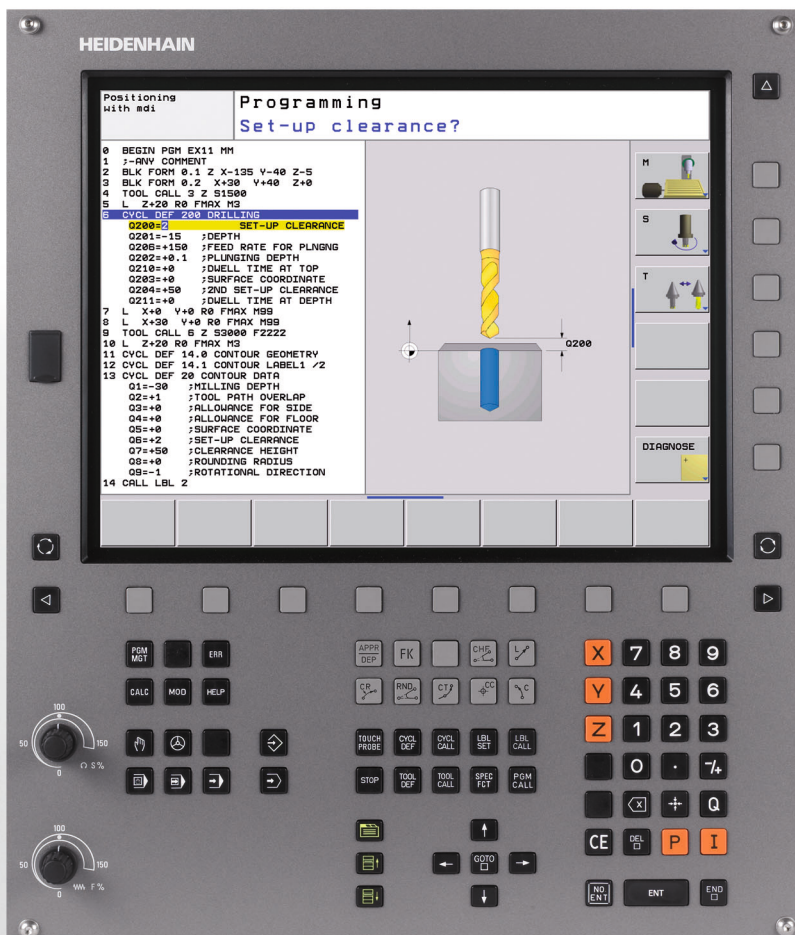 HEIDENHAIN
Positioning
with mdi
Programming
Set-up clearance?
0 BEGIN PGM EX11 MM
1 ;-ANY COMMENT
2 BLK FORM 0.1 Z X-135 Y-40 Z-5
3 BLK FORM 0.2 X+30 Y+40 Z+0
4 TOOL CALL 3 Z S1500
5 L Z+20 R0 FMAX M3
6 CYCL DEF 200 DRILLING
Q200=2 SET-UP CLEARANCE
Q201=-15 ;DEPTH
Q206=+150 ;FEED RATE FOR PLNGNG
Q202=+0.1 ;PLUNGING DEPTH
Q210=+0 ;DWELL TIME AT TOP
Q203=+0 ;SURFACE COORDINATE
Q204=+50 ;2ND SET-UP CLEARANCE
Q211=+0 ;DWELL TIME AT DEPTH
7 L X+0 Y+0 R0 FMAX M99
8 L X+30 Y+0 R0 FMAX M99
9 TOOL CALL 6 Z S3000 F2222
10 L Z+20 R0 FMAX M3
11 CYCL DEF 14.0 CONTOUR GEOMETRY
12 CYCL DEF 14.1 CONTOUR LABEL1 /2
13 CYCL DEF 20 CONTOUR DATA
Q1=-30 ;MILLING DEPTH
Q2=+1 ;TOOL PATH OVERLAP
Q3=+0 ;ALLOWANCE FOR SIDE
Q4=+0 ;ALLOWANCE FOR FLOOR
Q5=+0 ;SURFACE COORDINATE
Q6=+2 ;SET-UP CLEARANCE
Q7=+50 ;CLEARANCE HEIGHT
Q8=+0 ;ROUNDING RADIUS
Q9=-1 ;ROTATIONAL DIRECTION
14 CALL LBL 2
Q200
M
S
T
DIAGNOSE
PGM
MGT
ERR
CALC
MOD
HELP
APPR
DEP
FK
CHF
L
CR
RND
CT
CC
C
X
7
8
9
Y
4
5
6
Z
1
2
3
0
.
-/+
X
Q
CE
DEL
P
I
NO
ENT
ENT
END
TOUCH
PROBE
CYCL
DEF
CYCL
CALL
LBL
SET
LBL
CALL
STOP
TOOL
DEF
TOOL
CALL
SPEC
FCT
PGM
CALL
GOTO
100
50
150
0
S %
100
50
150
0
F %